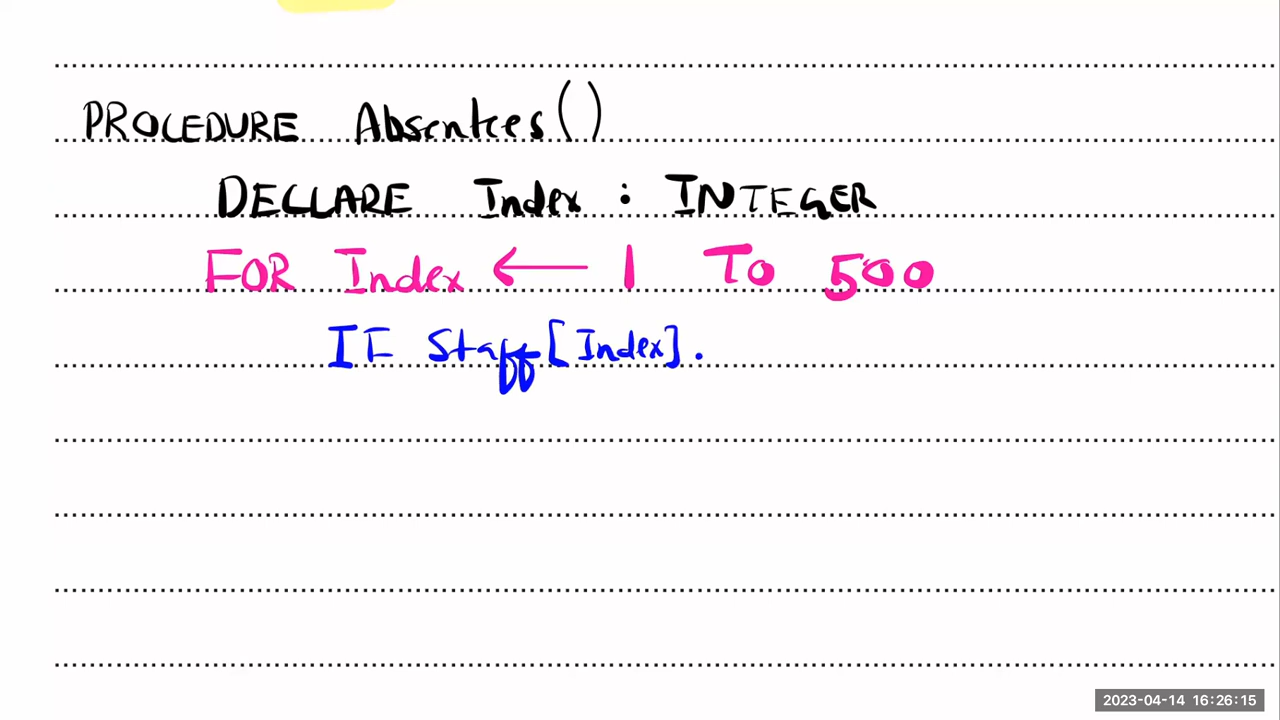 PROCEDURE Absentees()
DECLARE Index : INTEGER
FOR Index ← 1 TO 500
IF Staff[Index].
2023-04-14 16:26:15